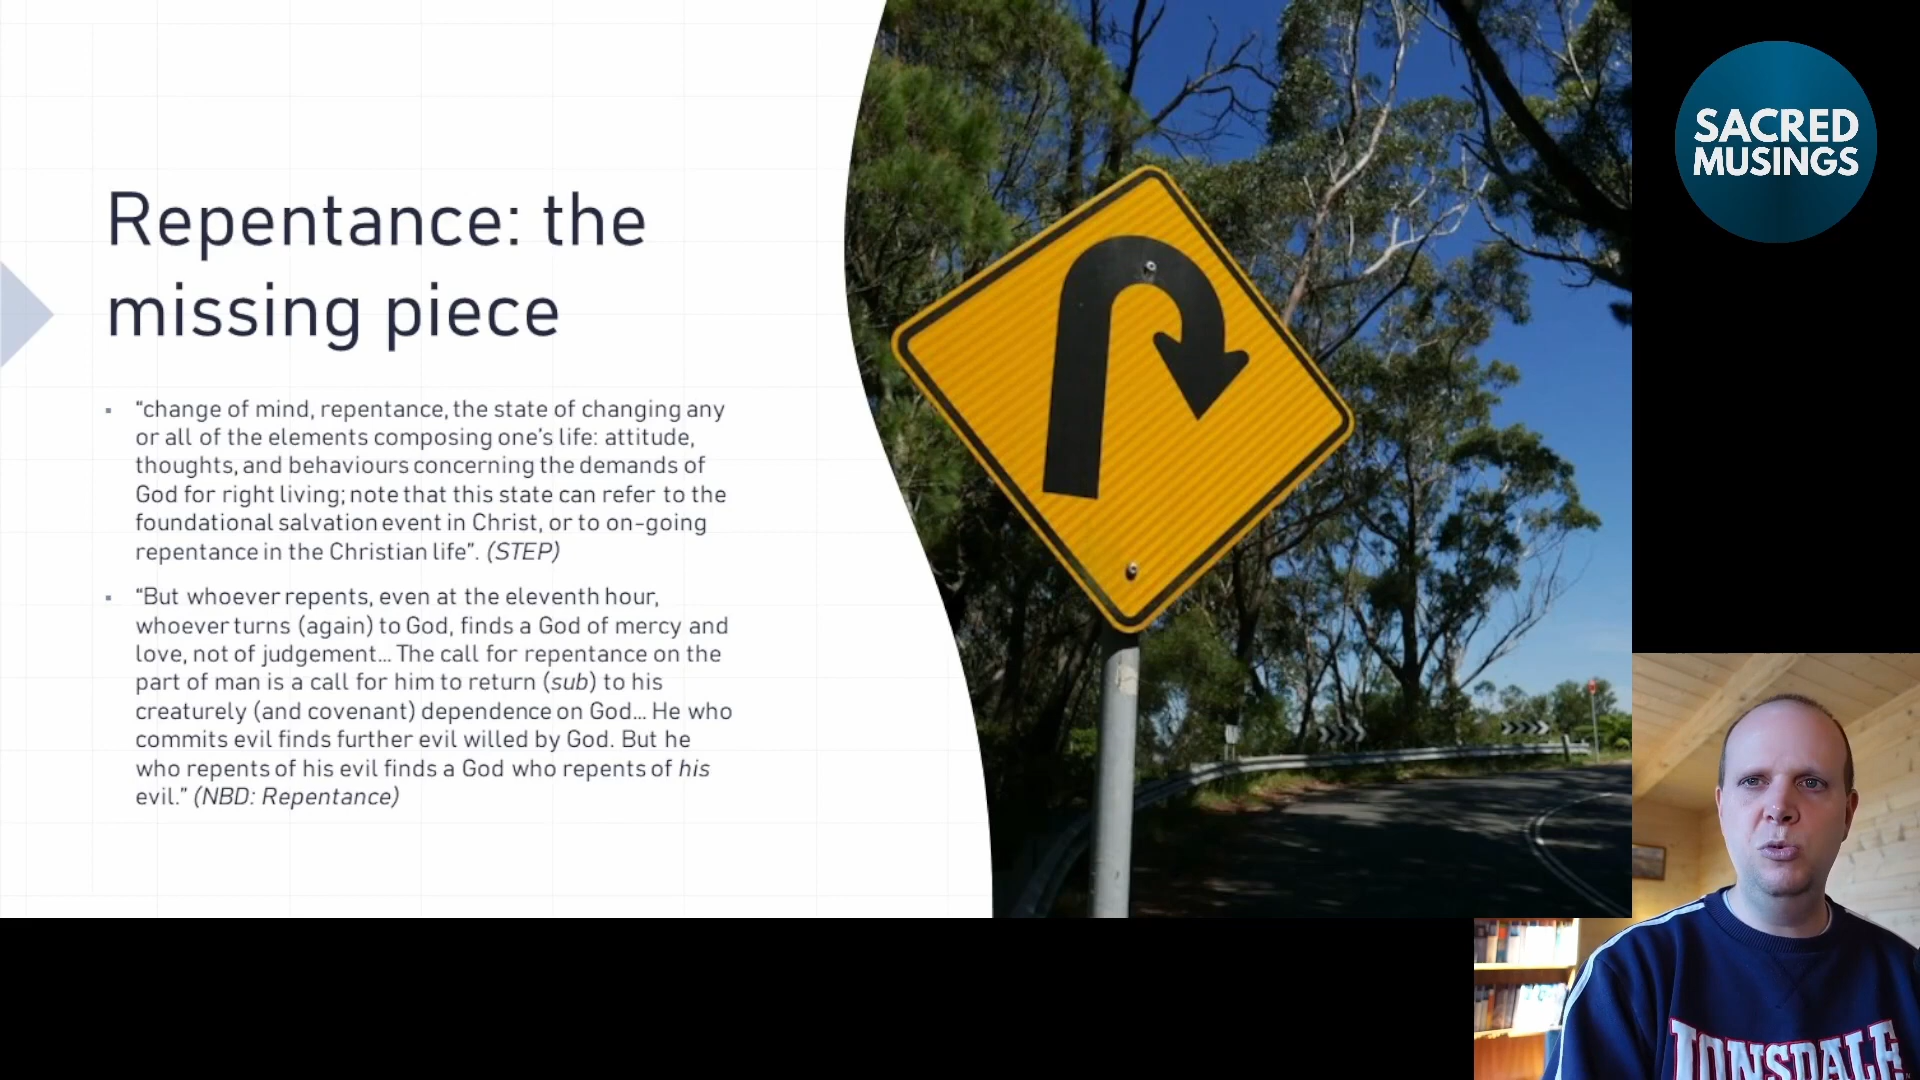 Repentance: the
missing piece
“change of mind, repentance, the state of changing any
or all of the elements composing one’s life: attitude,
thoughts, and behaviours concerning the demands of
God for right living; note that this state can refer to the
foundational salvation event in Christ, or to on-going
repentance in the Christian life”. (STEP)
“But whoever repents, even at the eleventh hour,
whoever turns (again) to God, finds a God of mercy and
love, not of judgement... The call for repentance on the
part of man is a call for him to return (sub) to his
creaturely (and covenant) dependence on God... He who
commits evil finds further evil willed by God. But he
who repents of his evil finds a God who repents of his
evil.” (NBD: Repentance)
SACRED
MUSINGS
LONSDALE